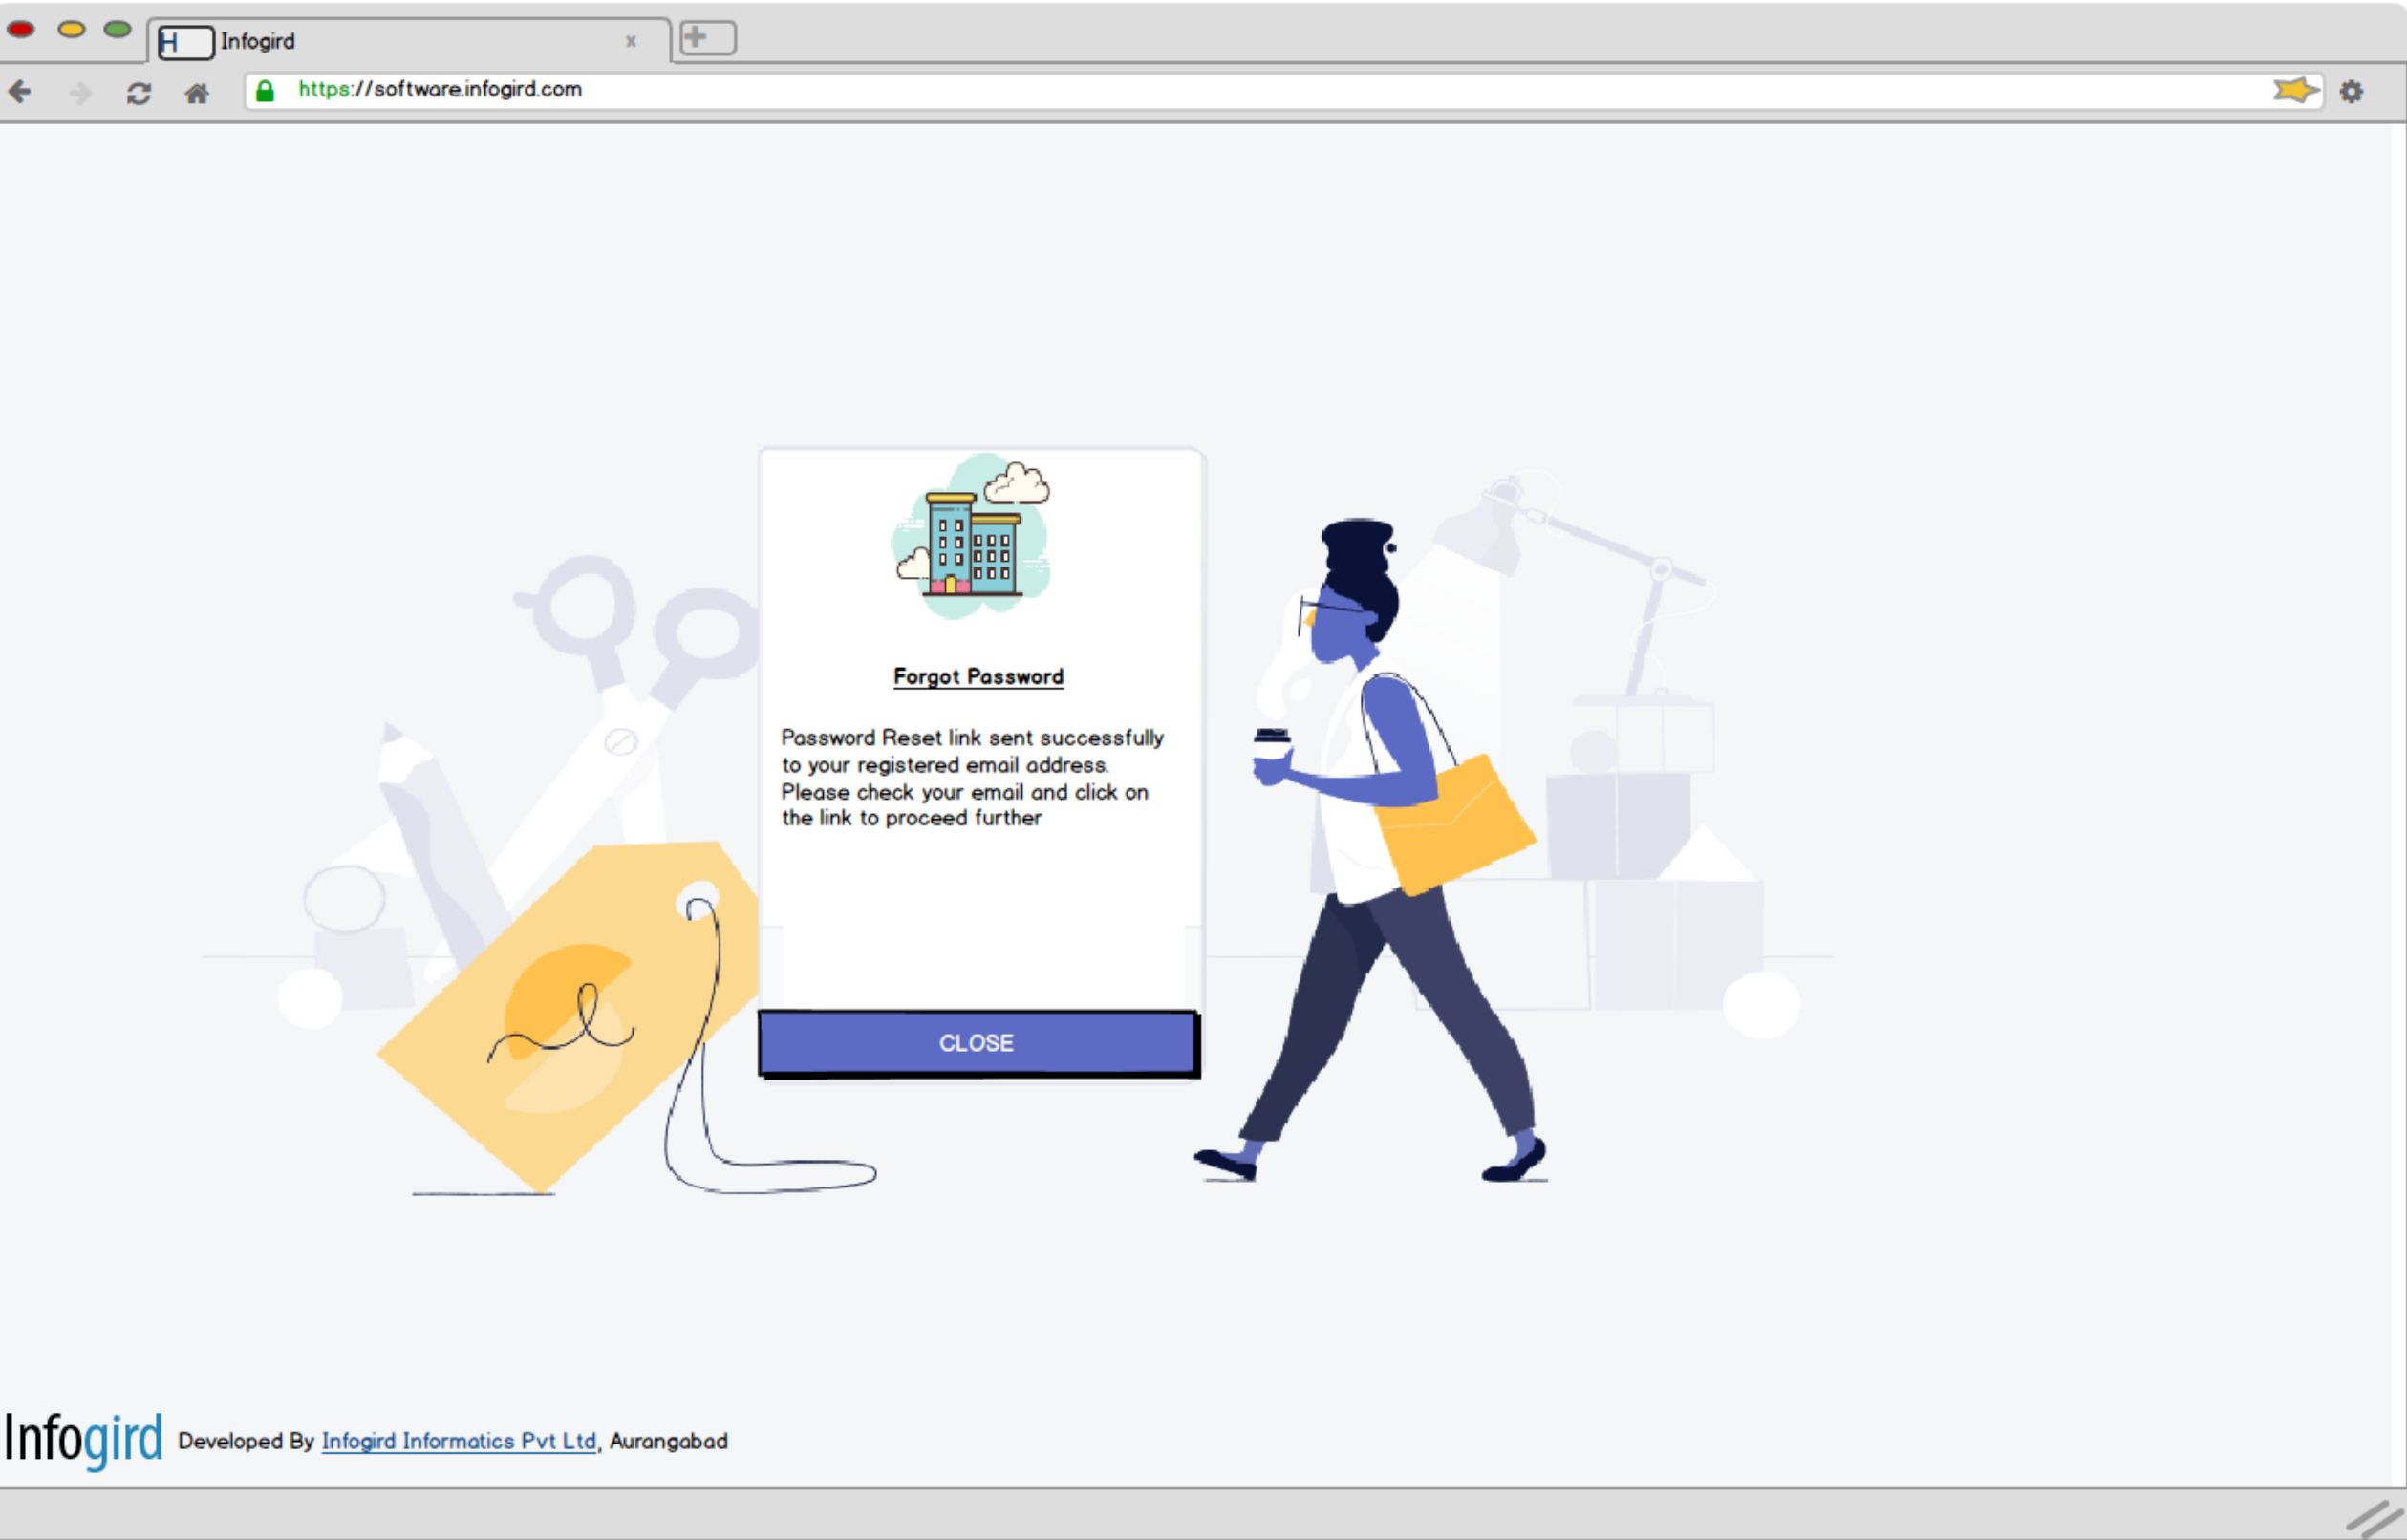 H Infogird x
https://software.infogird.com
Forgot Password
Password Reset link sent successfully
to your registered email address.
Please check your email and click on
the link to proceed further
CLOSE
Infogird Developed By Infogird Informatics Pvt Ltd, Aurangabad